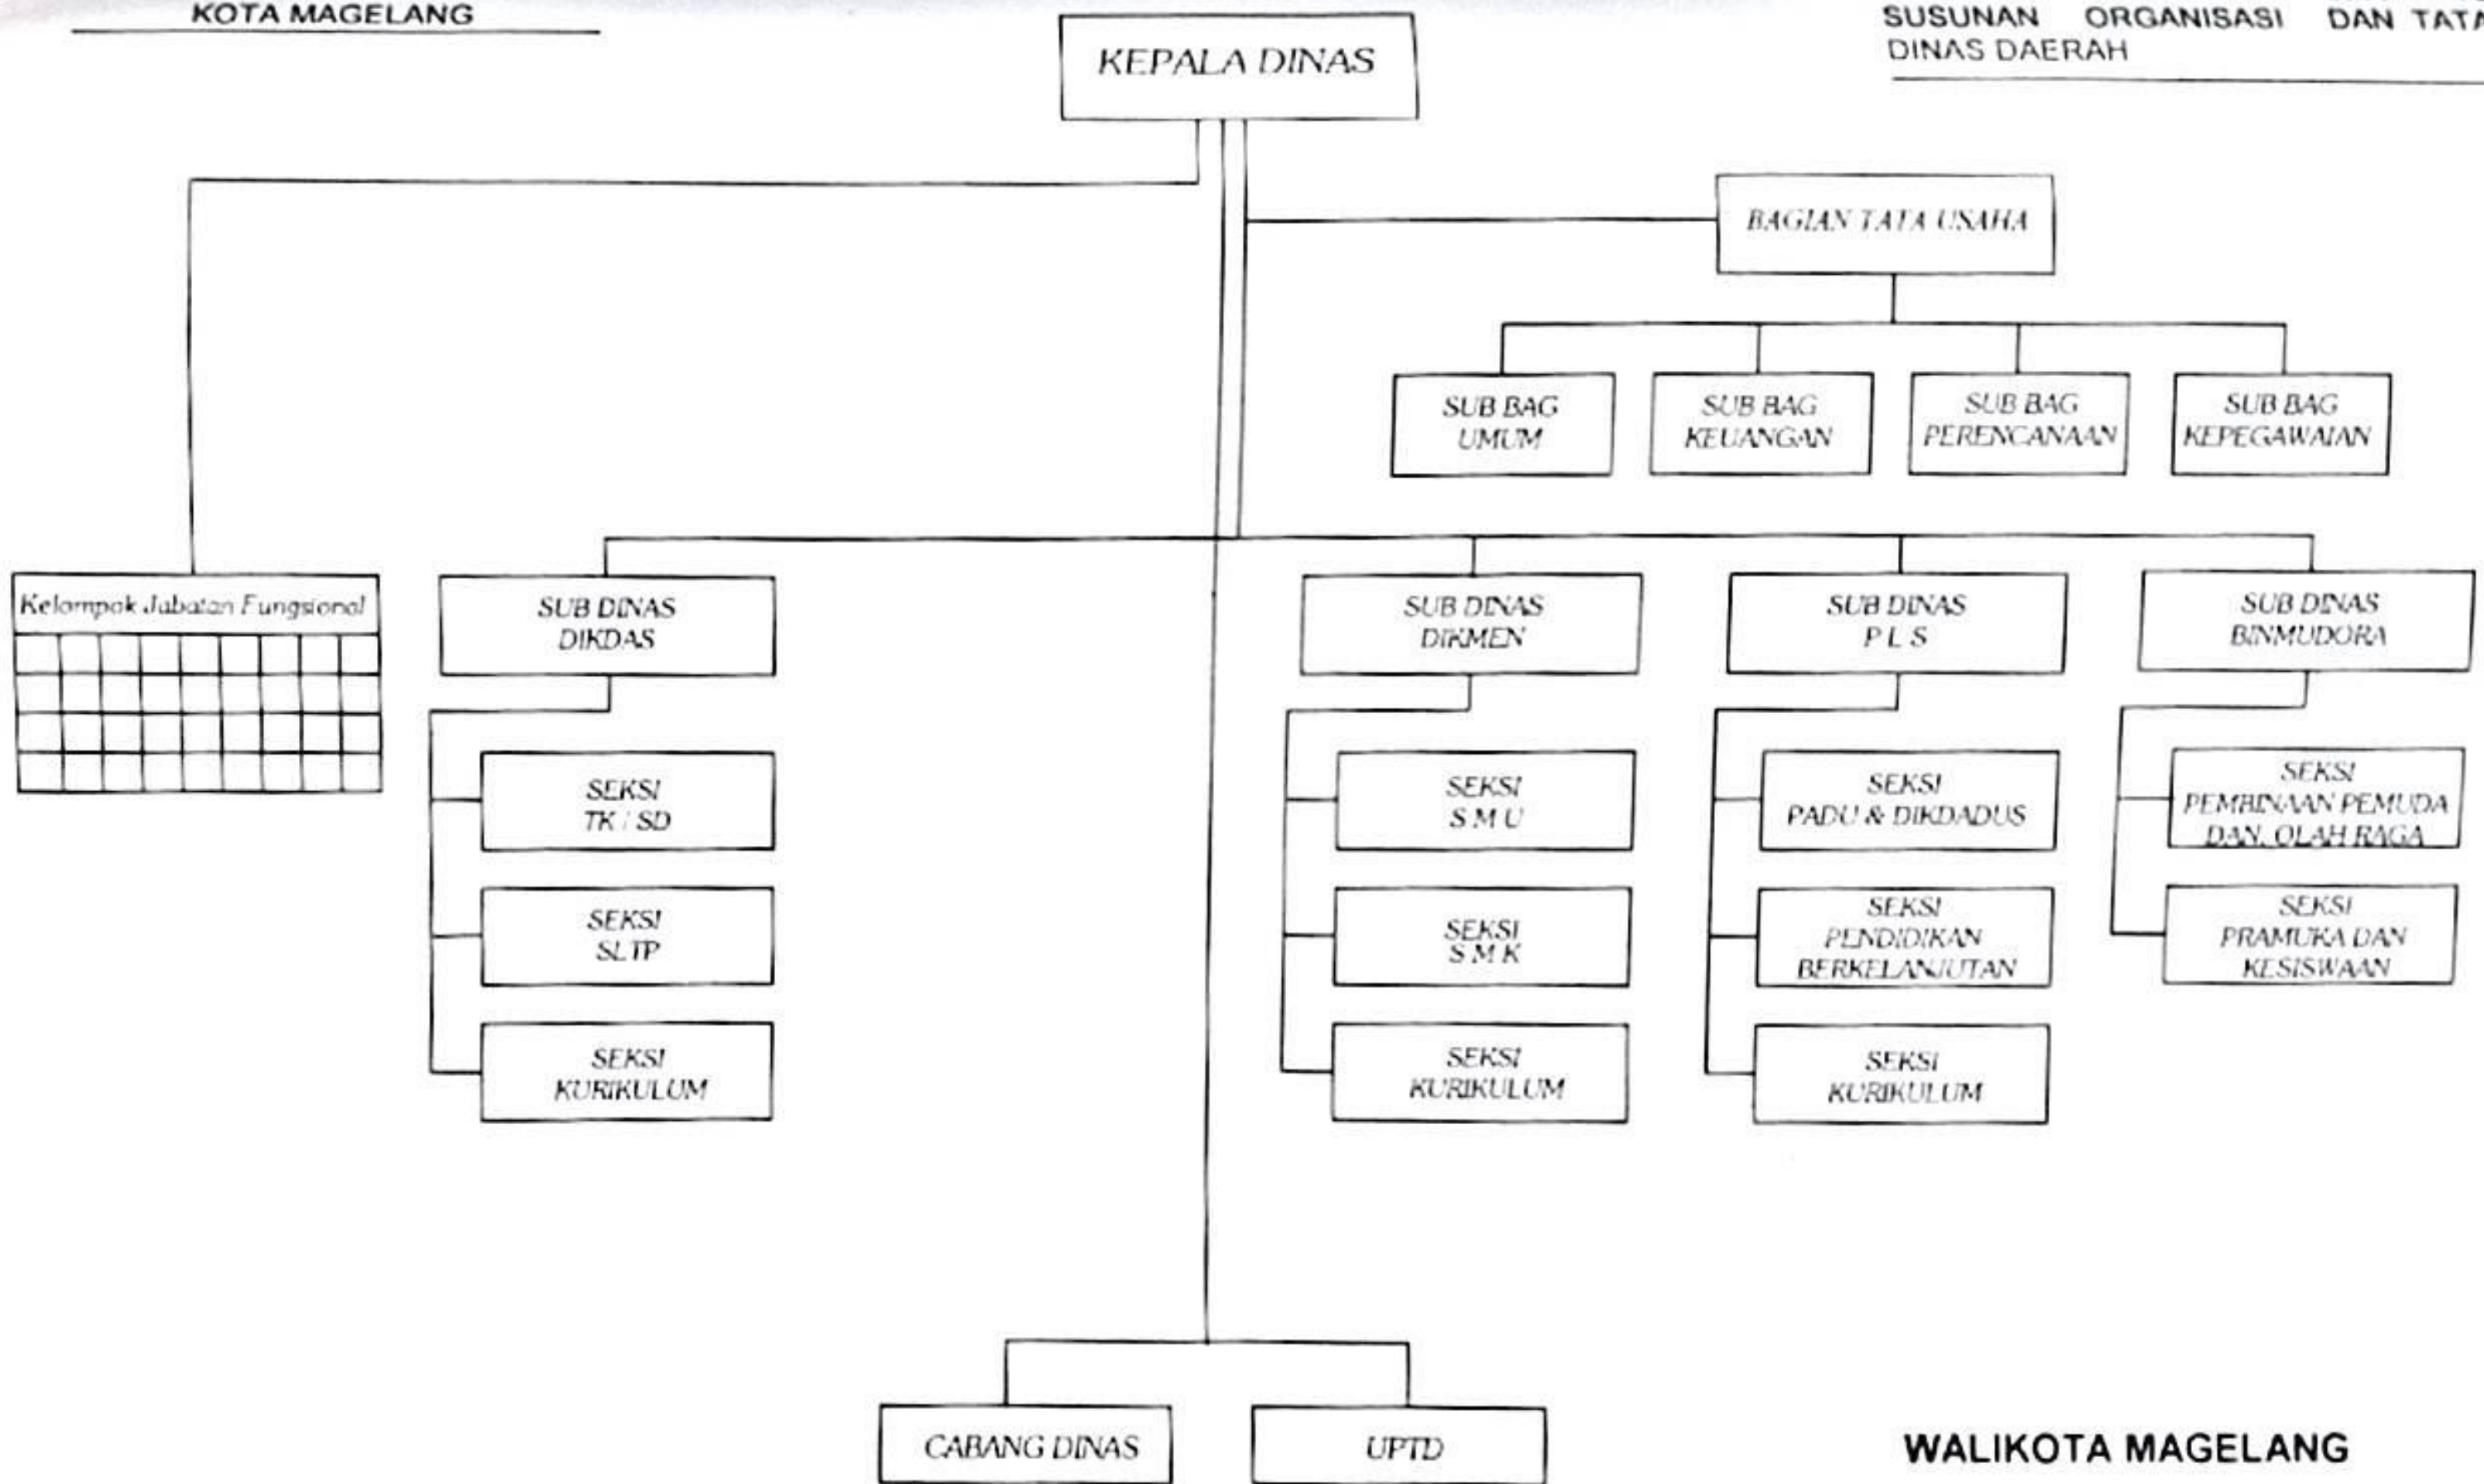 KOTA MAGELANG
SUSUNAN ORGANISASI DAN TATA
DINAS DAERAH
KEPALA DINAS
BAGIAN TATA USAHA
SUB BAG
UMUM
SUB BAG
KEUANGAN
SUB BAG
PERENCANAAN
SUB BAG
KEPEGAWAIAN
Kelompok Jabatan Fungsional
SUB DINAS
DIKDAS
SUB DINAS
DIKMEN
SUB DINAS
P L S
SUB DINAS
BINMUDORA
SEKSI
TK / SD
SEKSI
SLTP
SEKSI
KURIKULUM
SEKSI
S M U
SEKSI
S M K
SEKSI
KURIKULUM
SEKSI
PADU & DIKDADUS
SEKSI
PENDIDIKAN
BERKELANJUTAN
SEKSI
KURIKULUM
SEKSI
PEMBINAAN PEMUDA
DAN. OLAH RAGA
SEKSI
PRAMUKA DAN
KESISWAAN
CABANG DINAS
UPTD
WALIKOTA MAGELANG